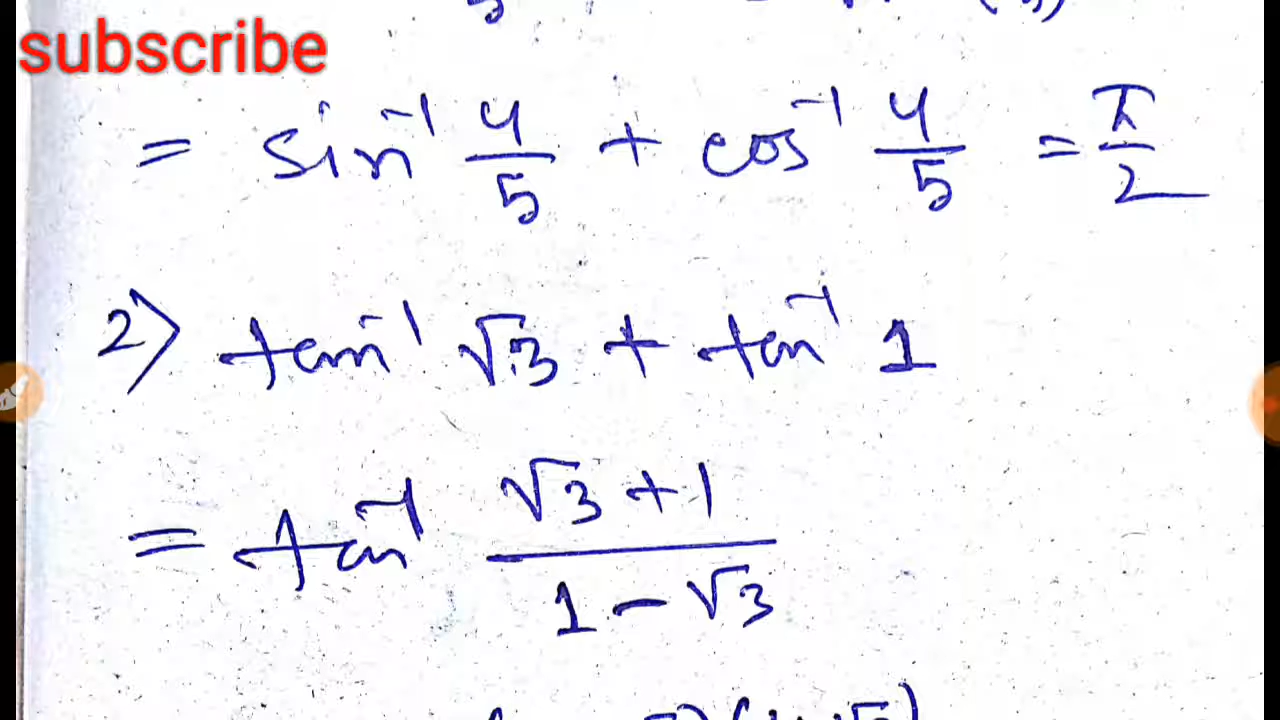 subscribe
= sin⁻¹ 4/5 + cos⁻¹ 4/5 = π/2
2) tan⁻¹ √3 + tan⁻¹ 1
= tan⁻¹ (√3 + 1)/(1 - √3)